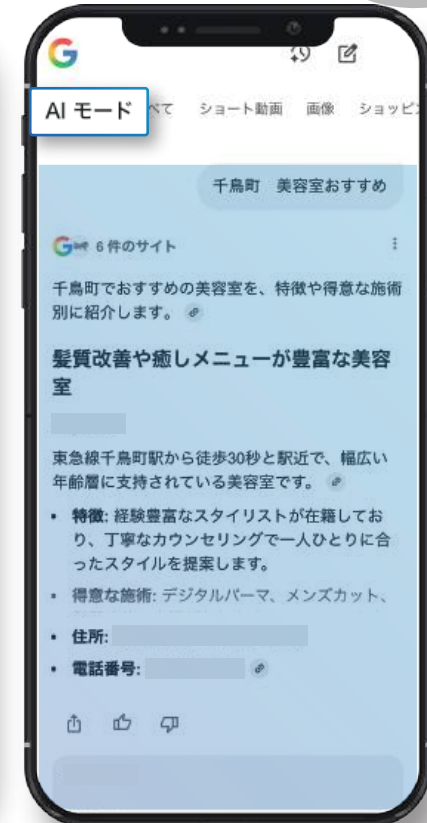 AI モード
べて
ショート動画
画像
ショッピ
千鳥町 美容室おすすめ
6 件のサイト
千鳥町でおすすめの美容室を、特徴や得意な施術
別に紹介します。
髪質改善や癒しメニューが豊富な美容
室
東急線千鳥町駅から徒歩30秒と駅近で、幅広い
年齢層に支持されている美容室です。
• 特徴: 経験豊富なスタイリストが在籍してお
り、丁寧なカウンセリングで一人ひとりに合
ったスタイルを提案します。
• 得意な施術: デジタルパーマ、メンズカット、
• 住所:
• 電話番号: